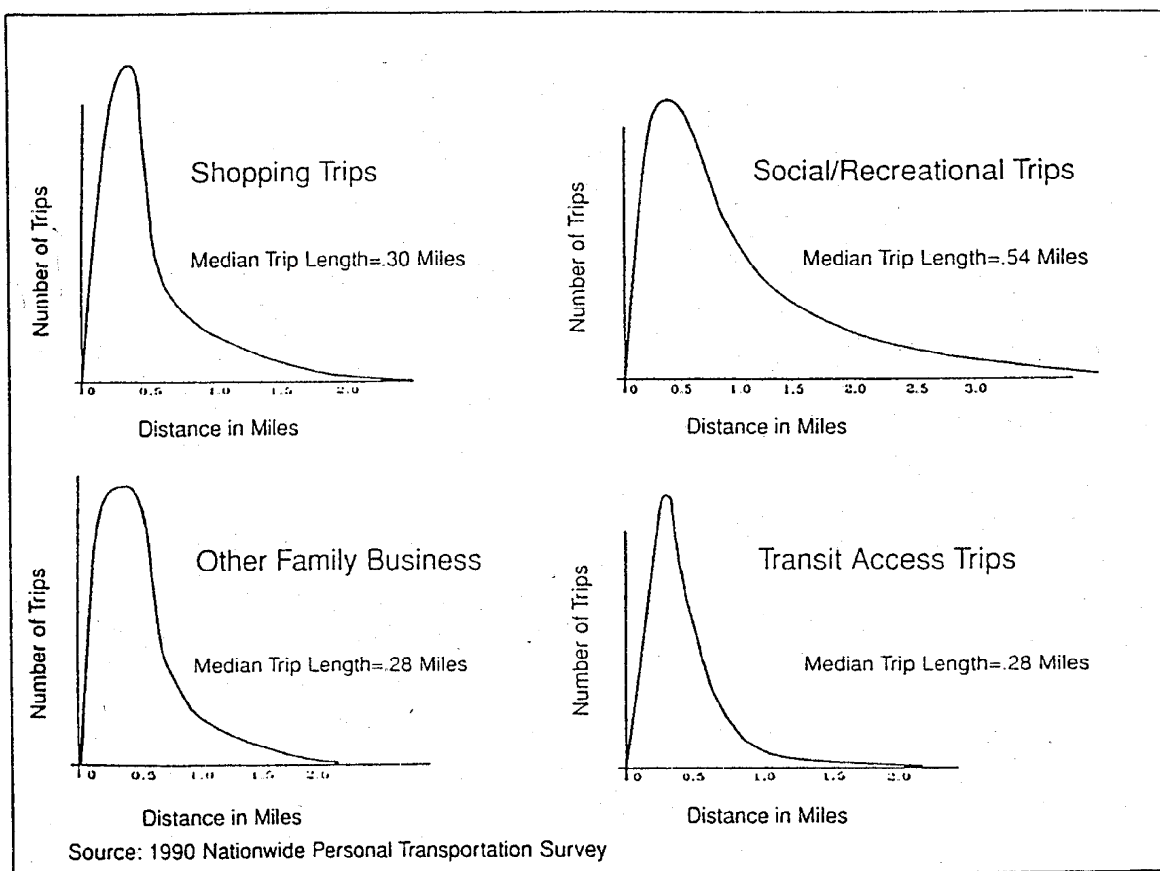 Shopping Trips
Median Trip Length=.30 Miles
Number of Trips
0 0.5 1.0 1.5 2.0
Distance in Miles
Social/Recreational Trips
Median Trip Length=.54 Miles
Number of Trips
0 0.5 1.0 1.5 2.0 2.5 3.0
Distance in Miles
Other Family Business
Median Trip Length=.28 Miles
Number of Trips
0 0.5 1.0 1.5 2.0
Distance in Miles
Transit Access Trips
Median Trip Length=.28 Miles
Number of Trips
0 0.5 1.0 1.5 2.0
Distance in Miles
Source: 1990 Nationwide Personal Transportation Survey